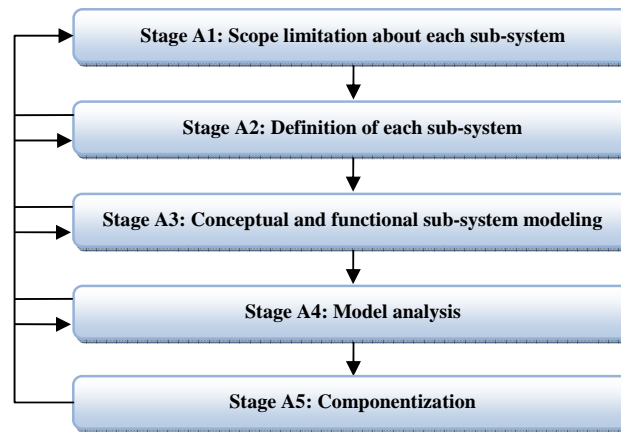 Stage A1: Scope limitation about each sub-system
Stage A2: Definition of each sub-system
Stage A3: Conceptual and functional sub-system modeling
Stage A4: Model analysis
Stage A5: Componentization